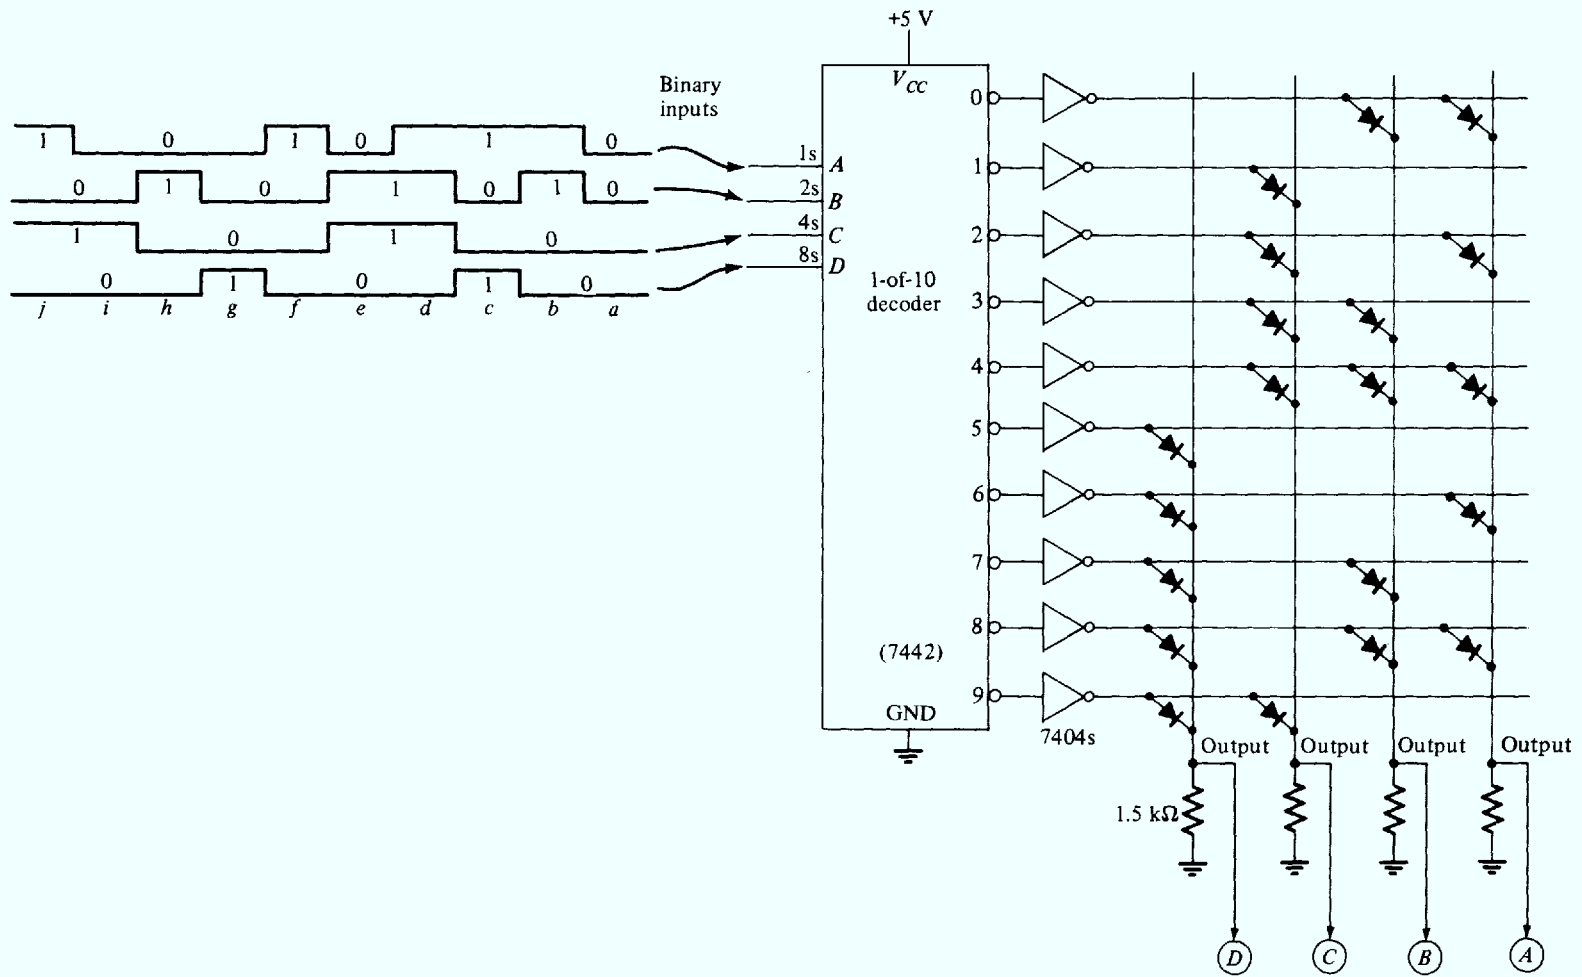 +5 V
V_CC
Binary
inputs
1 0 1 0 1 0
0 1 0 1 0 1 0
1 0 1 0
0 1 0 1 0
j i h g f e d c b a
1s A
2s B
4s C
8s D
1-of-10
decoder
(7442)
GND
0
1
2
3
4
5
6
7
8
9
7404s
Output Output Output Output
1.5 kΩ
D C B A